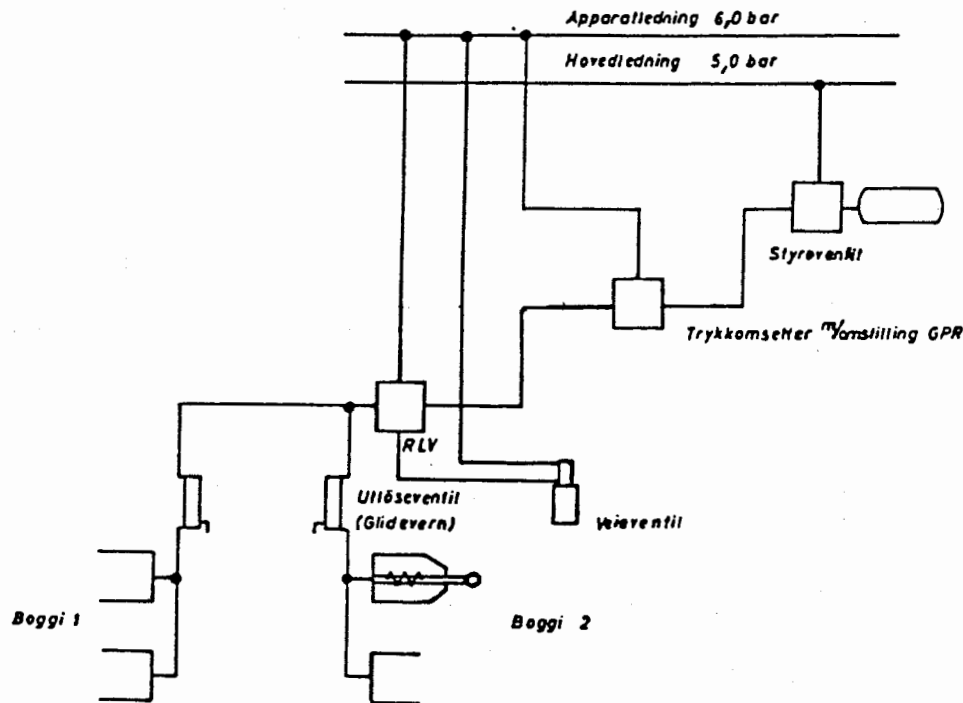 Apparatledning 6,0 bar
Hovedledning 5,0 bar
Styreventil
Trykkomsetter m/omstilling GPR
RLV
Utlöseventil
(Glidevern)
Veieventil
Boggi 1
Boggi 2